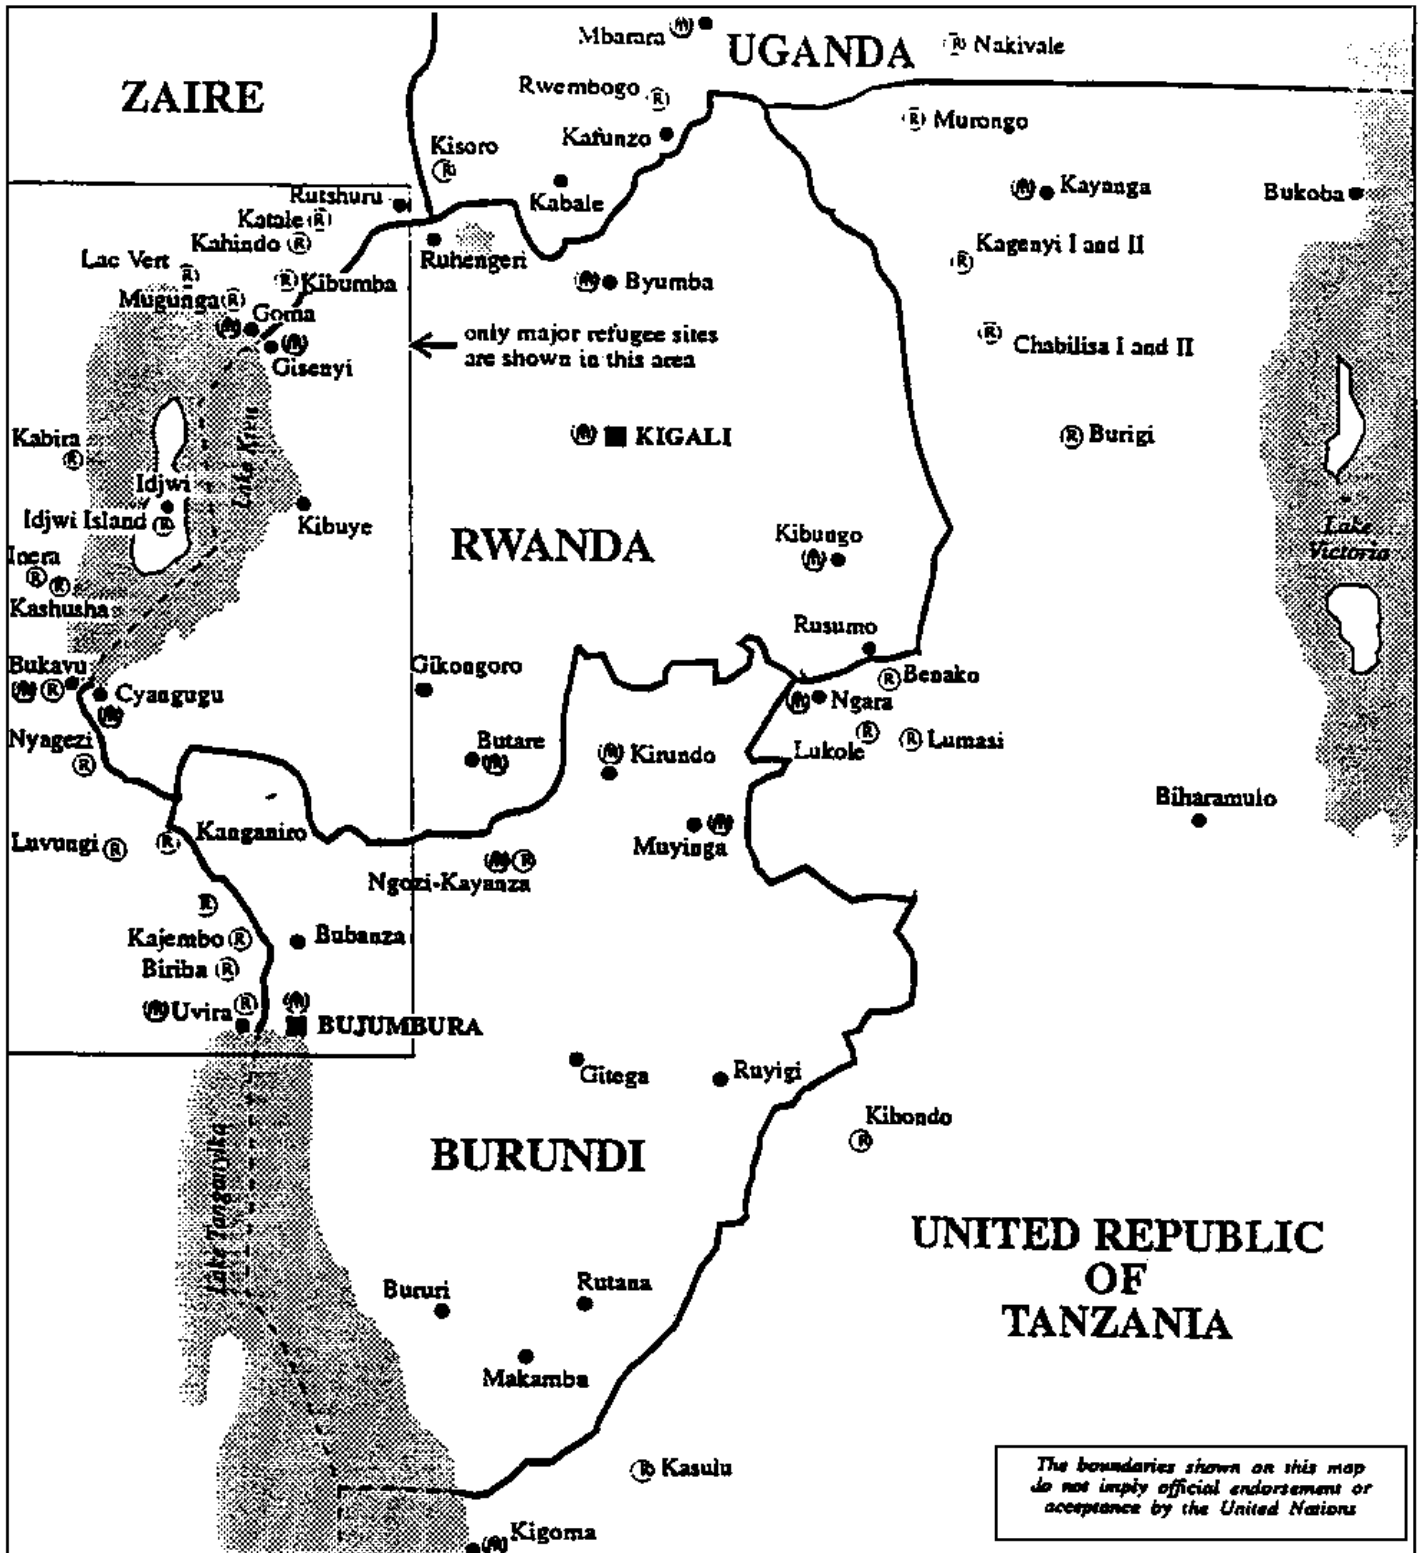 Mbarara
UGANDA
Nakivale
ZAIRE
Rwembogo
Murongo
Kafunzo
Kisoro
Kayanga
Bukoba
Rutshuru
Kabale
Katale
Kahindo
Kagenyi I and II
Lac Vert
Ruhengeri
Kibumba
Byumba
Mugunga
Goma
only major refugee sites
are shown in this area
Chabilisa I and II
Gisenyi
Kabira
Lake Kivu
KIGALI
Burigi
Idjwi
Idjwi Island
Kibuye
RWANDA
Kibungo
Lake
Victoria
Inera
Kashusha
Rusumo
Bukavu
Gikongoro
Benako
Cyangugu
Ngara
Nyagezi
Butare
Kirundo
Lukole
Lumasi
Biharamulo
Luvungi
Kanganiro
Muyinga
Ngozi-Kayanza
Kajembo
Bubanza
Biriba
Uvira
BUJUMBURA
Gitega
Ruyigi
Kibondo
BURUNDI
Lake Tanganyika
UNITED REPUBLIC
OF
TANZANIA
Bururi
Rutana
Makamba
Kasulu
The boundaries shown on this map
do not imply official endorsement or
acceptance by the United Nations
Kigoma